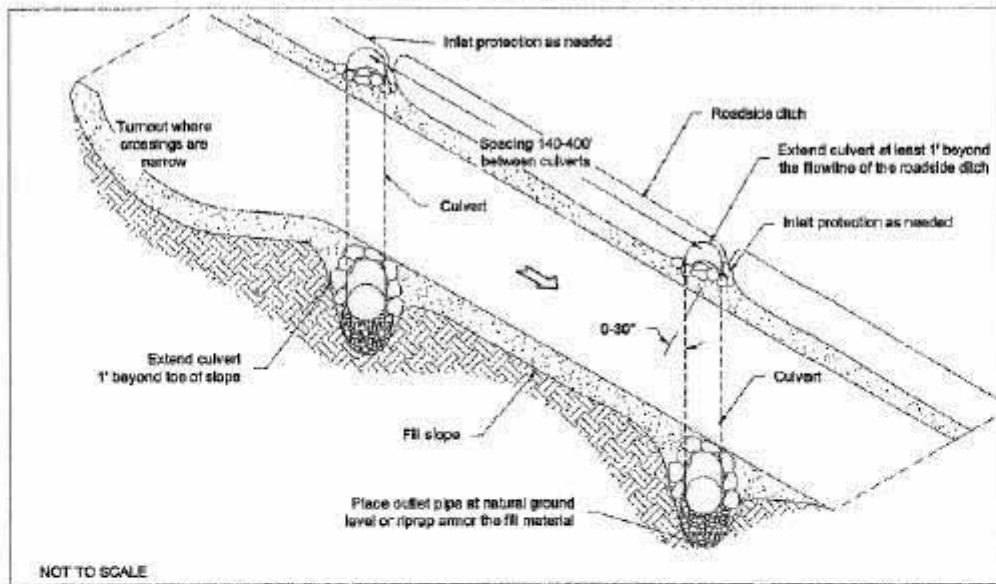 Inlet protection as needed
Roadside ditch
Turnout where
crossings are
narrow
Spacing 140-400'
between culverts
Extend culvert at least 1' beyond
the flowline of the roadside ditch
Culvert
Inlet protection as needed
0-30°
Extend culvert
1' beyond toe of slope
Culvert
Fill slope
Place outlet pipe at natural ground
level or riprap armor the fill material
NOT TO SCALE